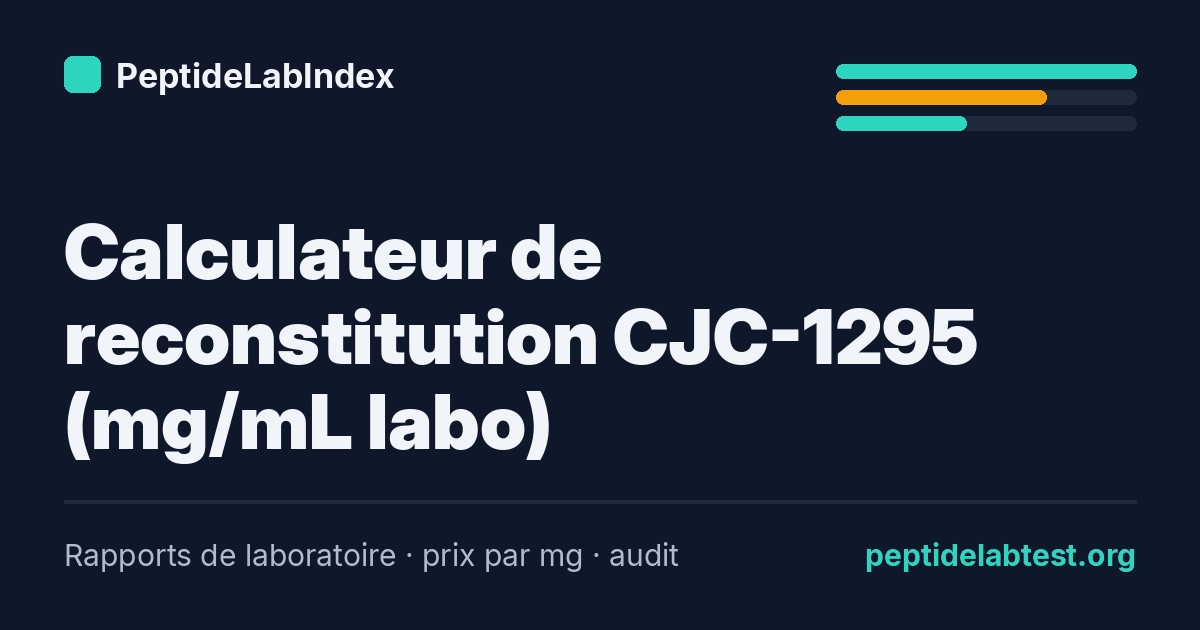 PeptideLabIndex
Calculateur de
reconstitution CJC-1295
(mg/mL labo)
Rapports de laboratoire · prix par mg · audit
peptidelabtest.org